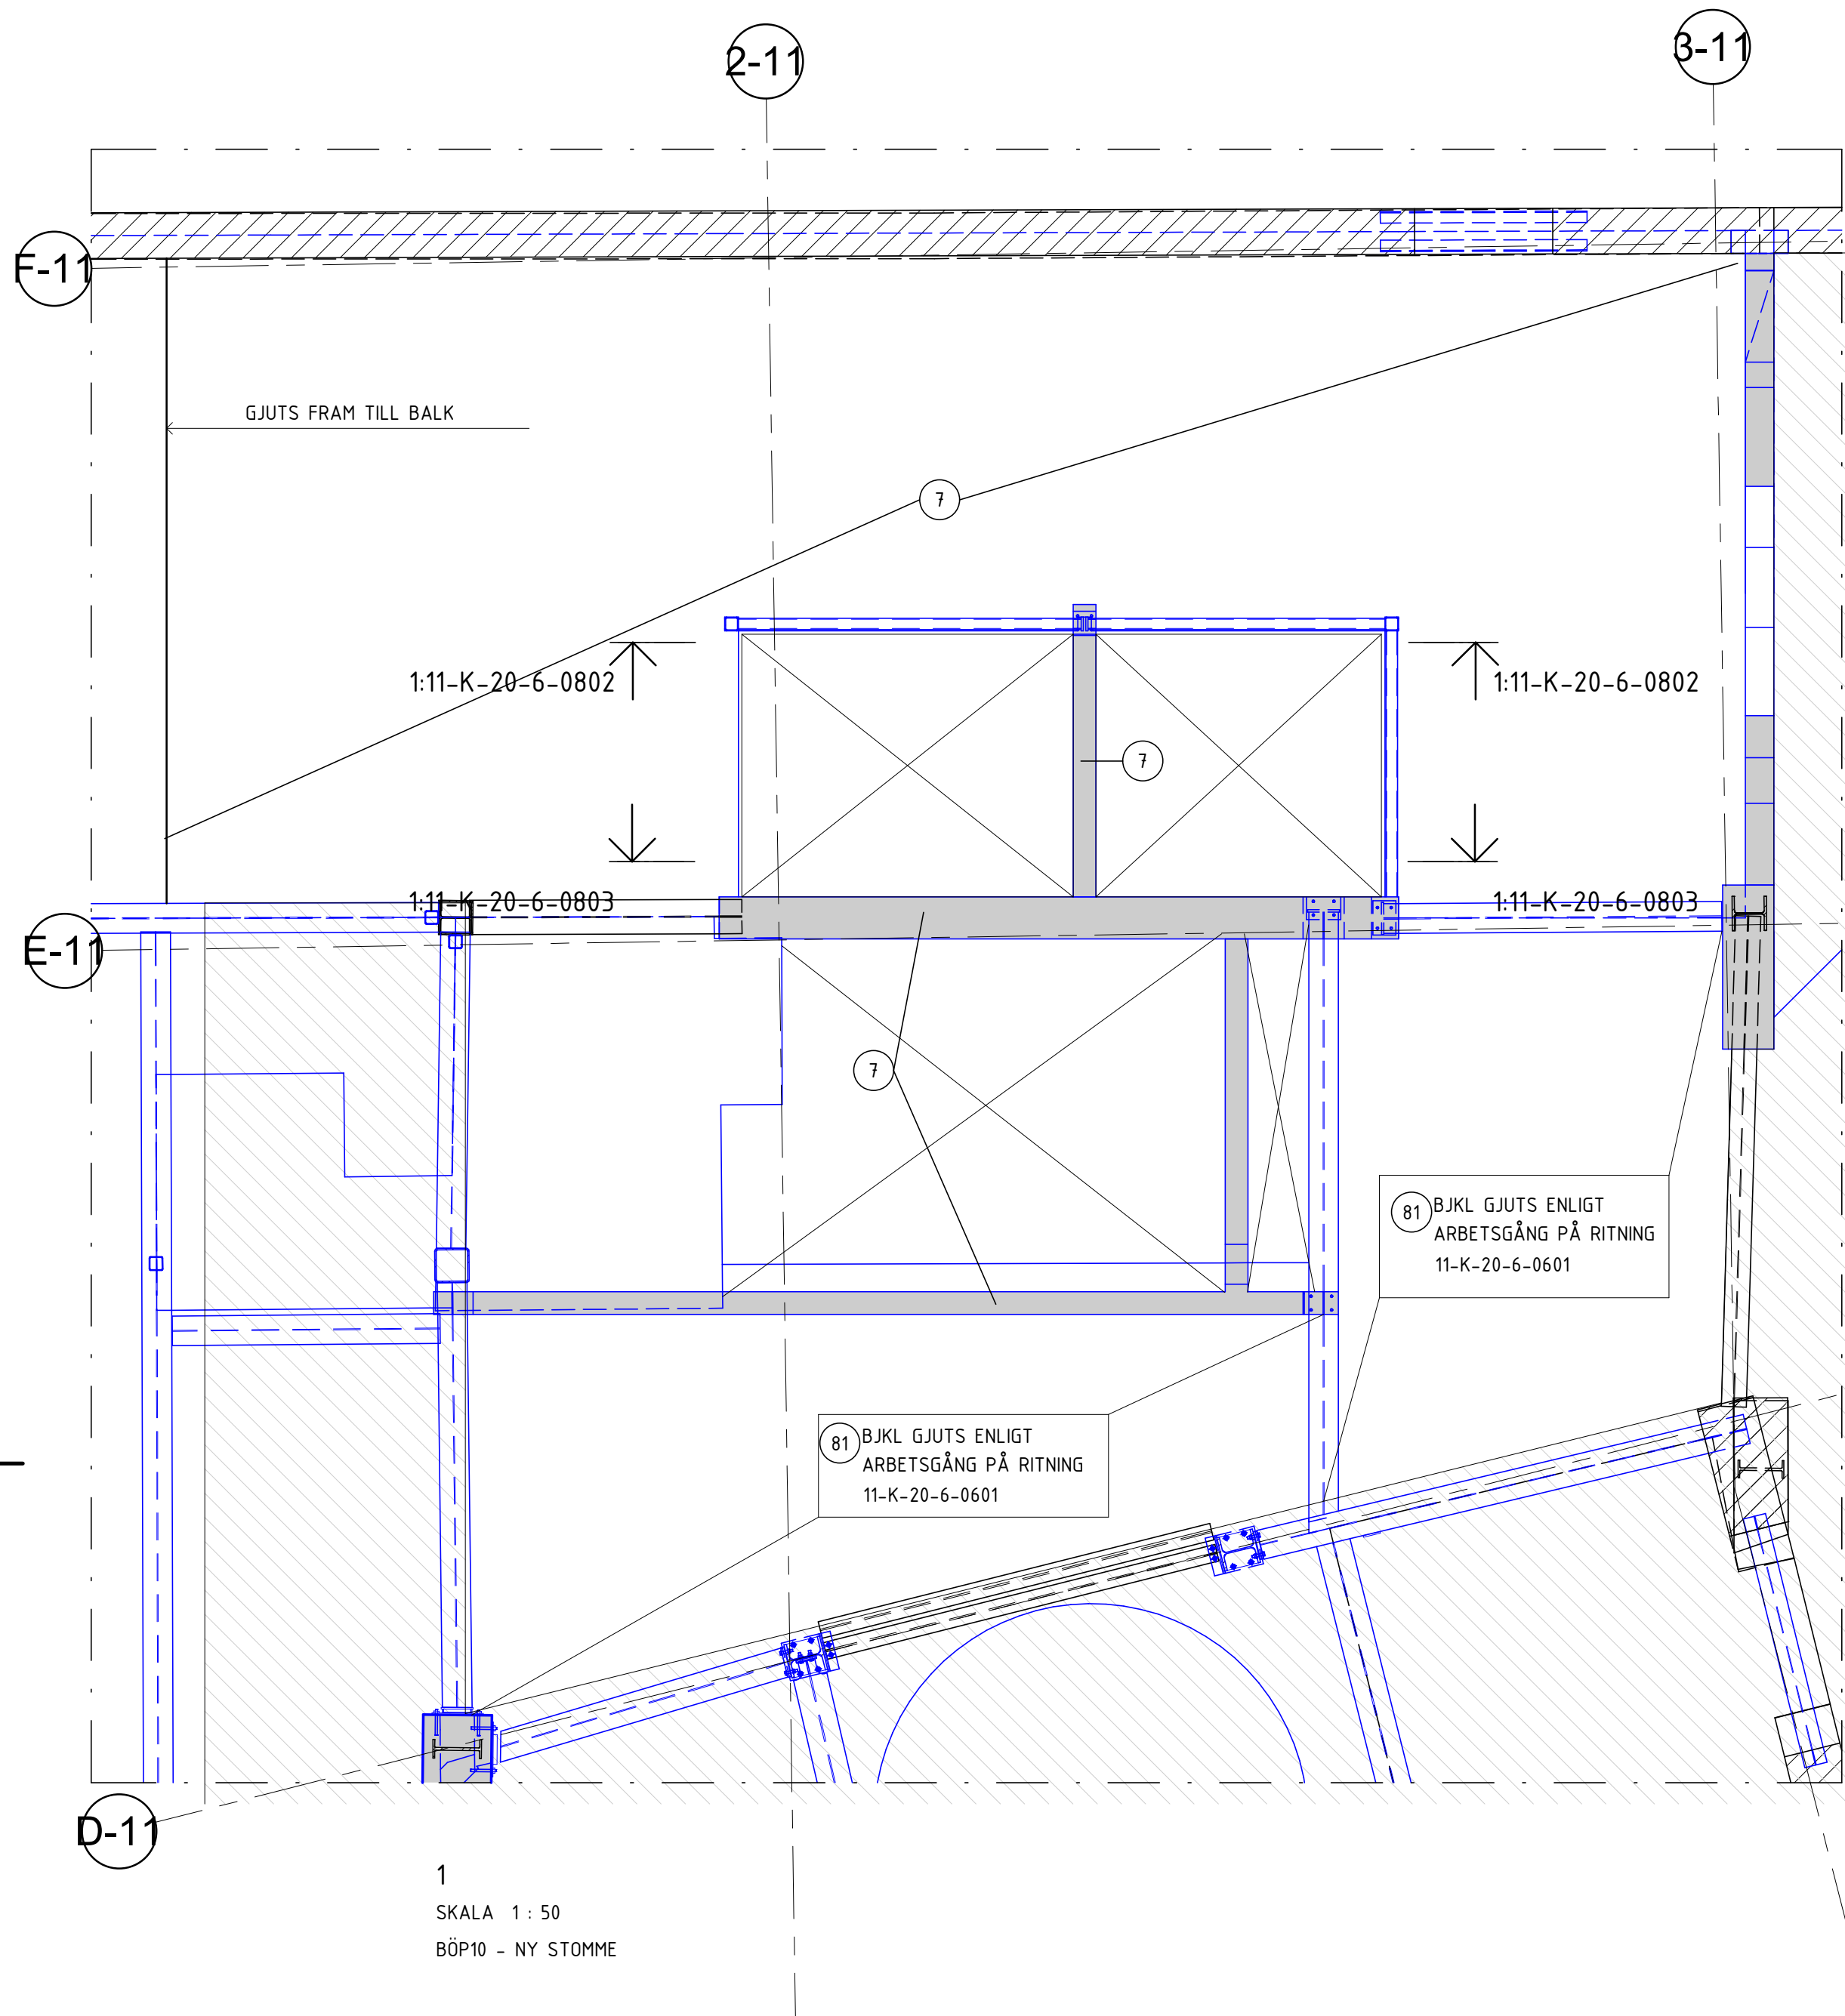 2-11
3-11
F-11
GJUTS FRAM TILL BALK
7
1:11-K-20-6-0802
1:11-K-20-6-0802
7
1:11-K-20-6-0803
1:11-K-20-6-0803
E-11
7
81 BJKL GJUTS ENLIGT
ARBETSGÅNG PÅ RITNING
11-K-20-6-0601
81 BJKL GJUTS ENLIGT
ARBETSGÅNG PÅ RITNING
11-K-20-6-0601
D-11
1
SKALA 1 : 50
BÖP10 - NY STOMME